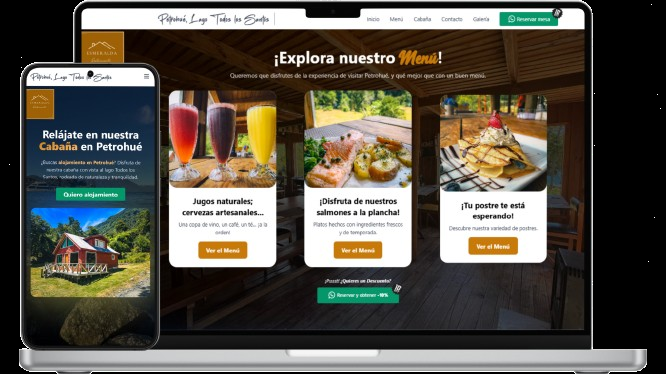 Petrohué, Lago Todos los Santos
Inicio Menú Cabaña Contacto Galería Reservar mesa
ESMERALDA
¡Explora nuestro Menú!
Queremos que disfrutes de la experiencia de visitar Petrohué, y qué mejor que con un buen menú.
Jugos naturales;
cervezas artesanales...
Una copa de vino, un café, un té... ¡a la
orden!
Ver el Menú
¡Disfruta de nuestros
salmones a la plancha!
Platos hechos con ingredientes frescos
y de temporada.
Ver el Menú
¡Tu postre te está
esperando!
Descubre nuestra variedad de postres.
Ver el Menú
¡Pssst! ¿Quieres un Descuento?
Reservar y obtener -10%
Petrohué, Lago Todos los Santos
Relájate en nuestra
Cabaña en Petrohué
¿Buscas alojamiento en Petrohué? Disfruta de
nuestra cabaña con vista al lago Todos los
Santos, rodeada de naturaleza y tranquilidad.
Quiero alojamiento